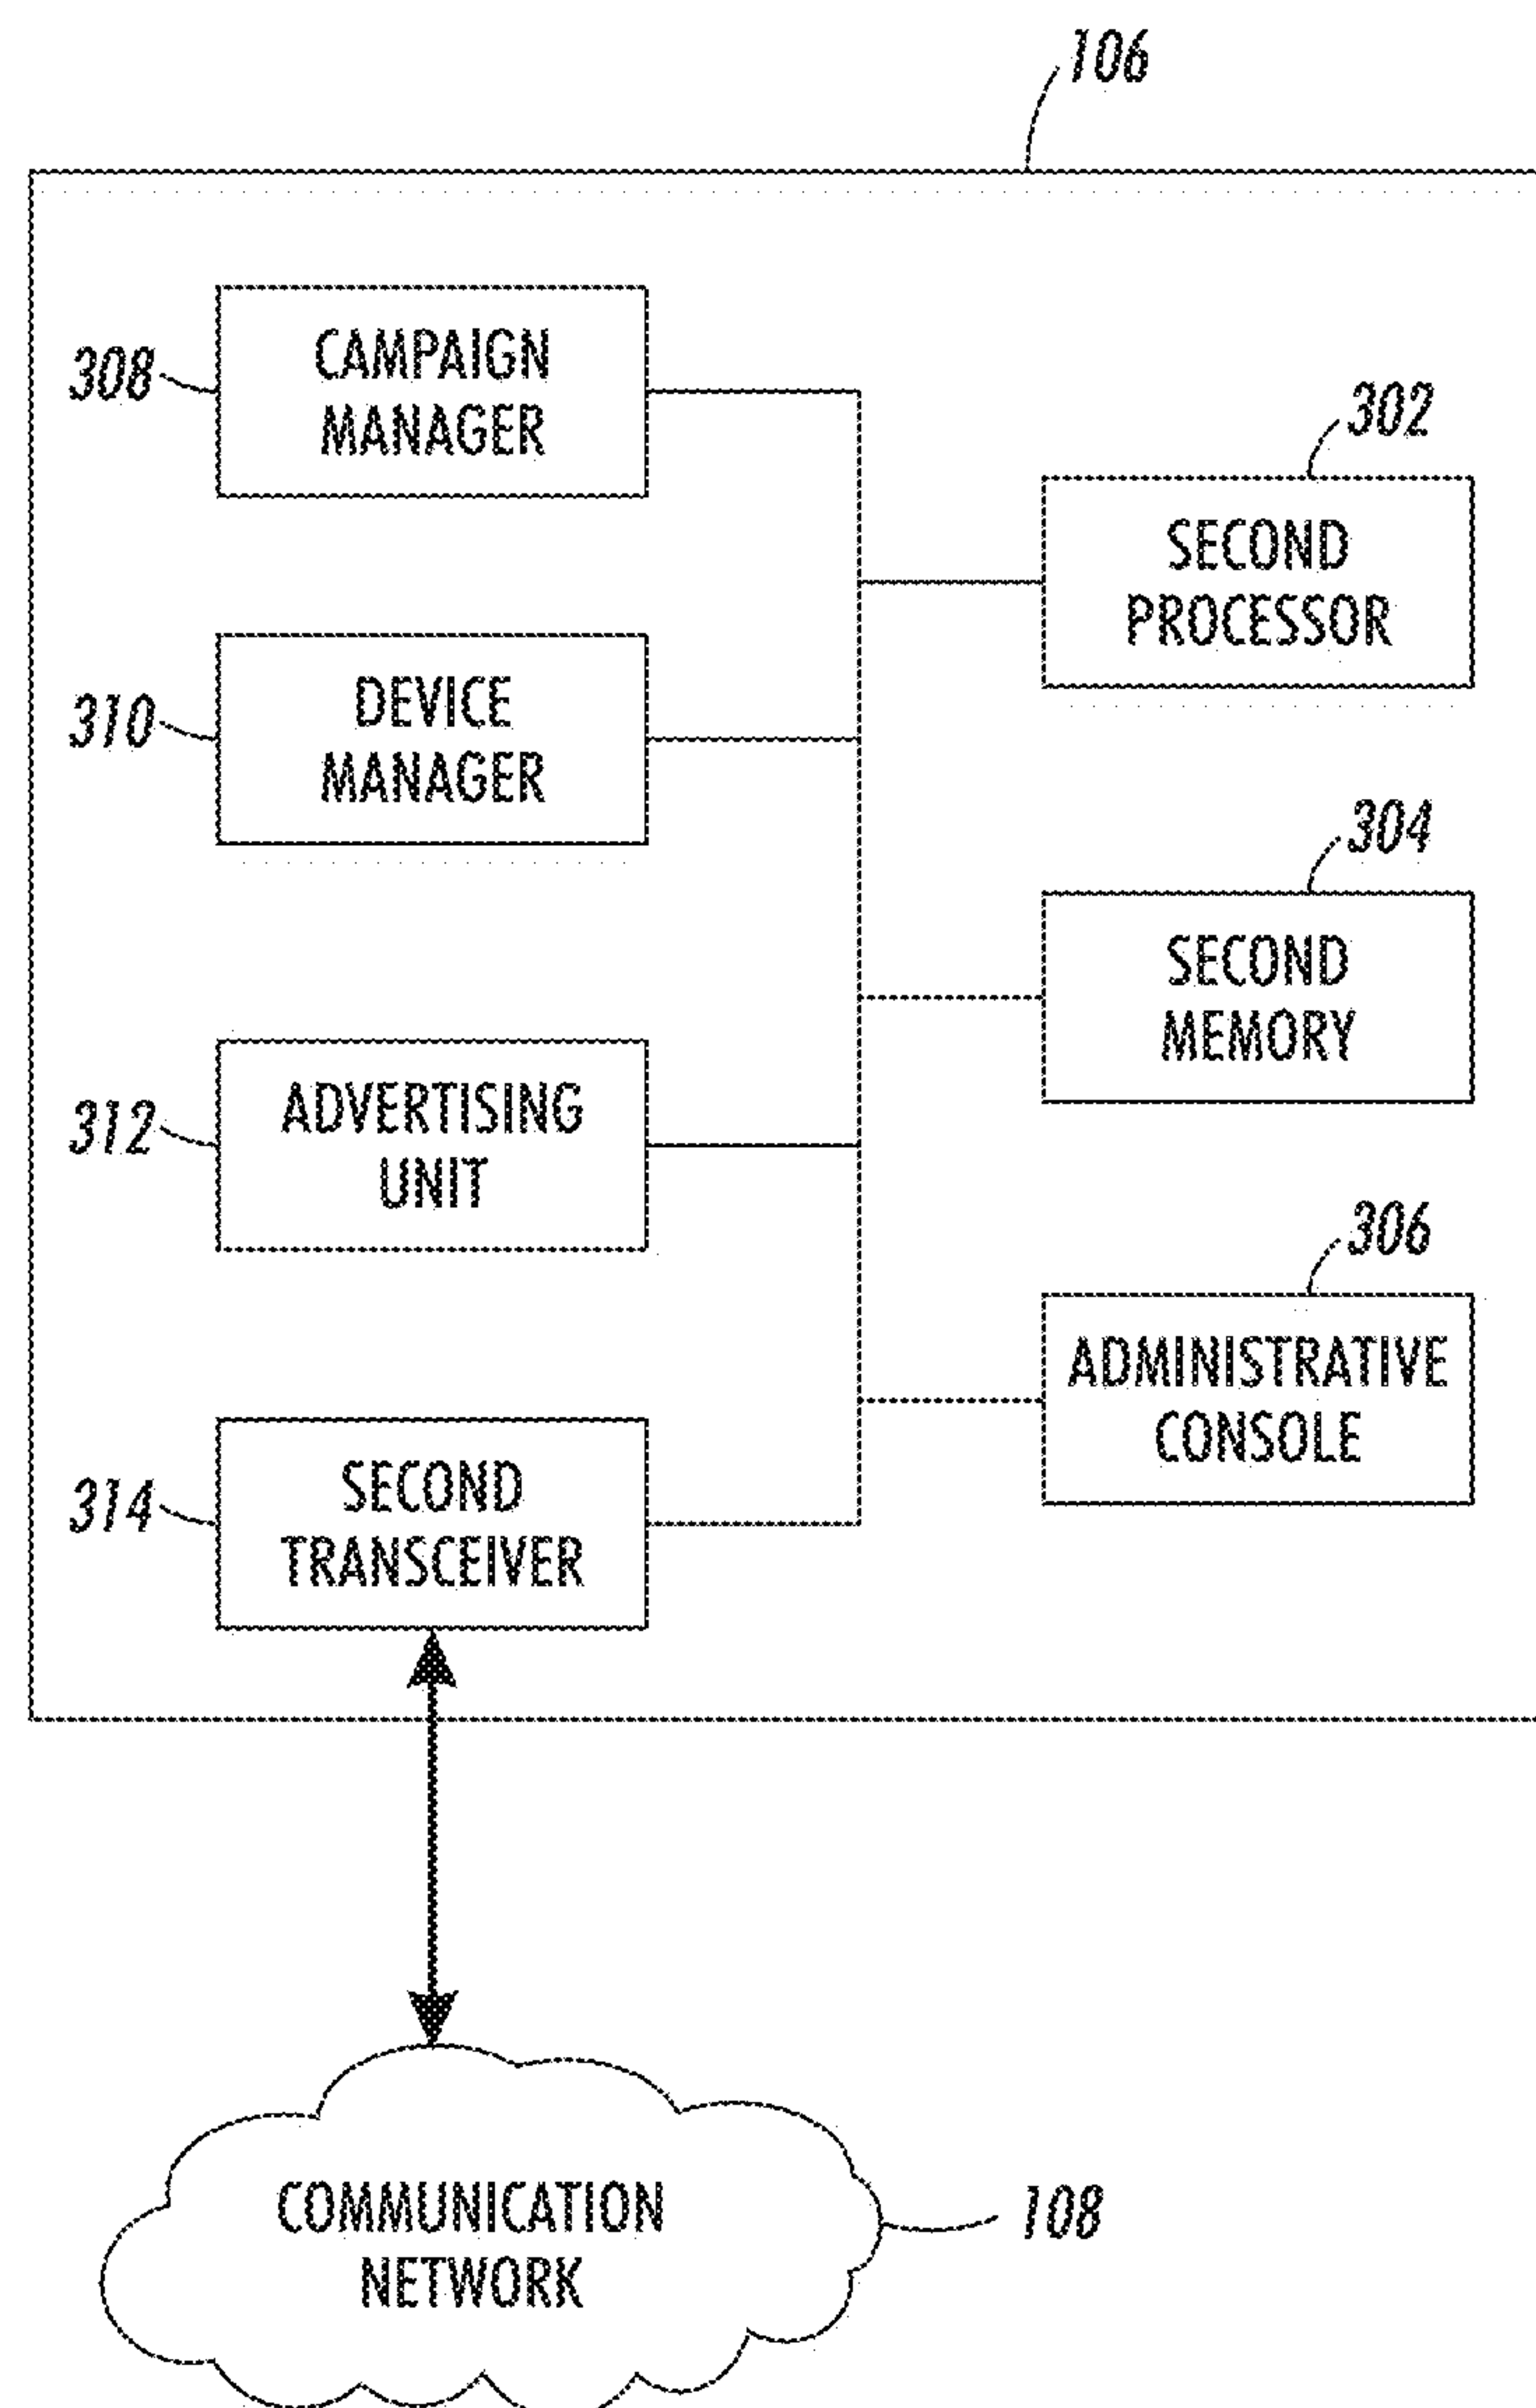 106
308
CAMPAIGN
MANAGER
302
SECOND
PROCESSOR
310
DEVICE
MANAGER
304
SECOND
MEMORY
312
ADVERTISING
UNIT
306
ADMINISTRATIVE
CONSOLE
314
SECOND
TRANSCEIVER
COMMUNICATION
NETWORK
108